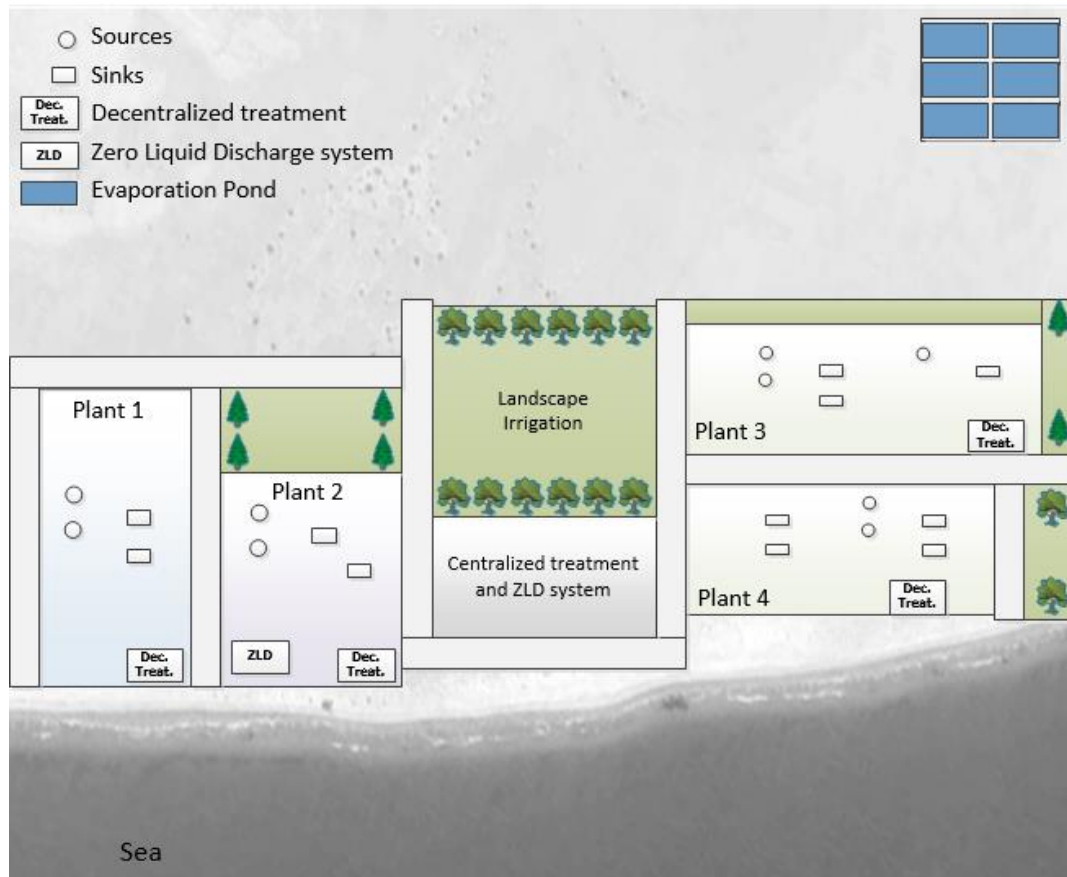 Sources
Sinks
Dec.
Treat.
Decentralized treatment
ZLD
Zero Liquid Discharge system
Evaporation Pond
Plant 1
Dec.
Treat.
Plant 2
ZLD
Dec.
Treat.
Landscape
Irrigation
Centralized treatment
and ZLD system
Plant 3
Dec.
Treat.
Plant 4
Dec.
Treat.
Sea